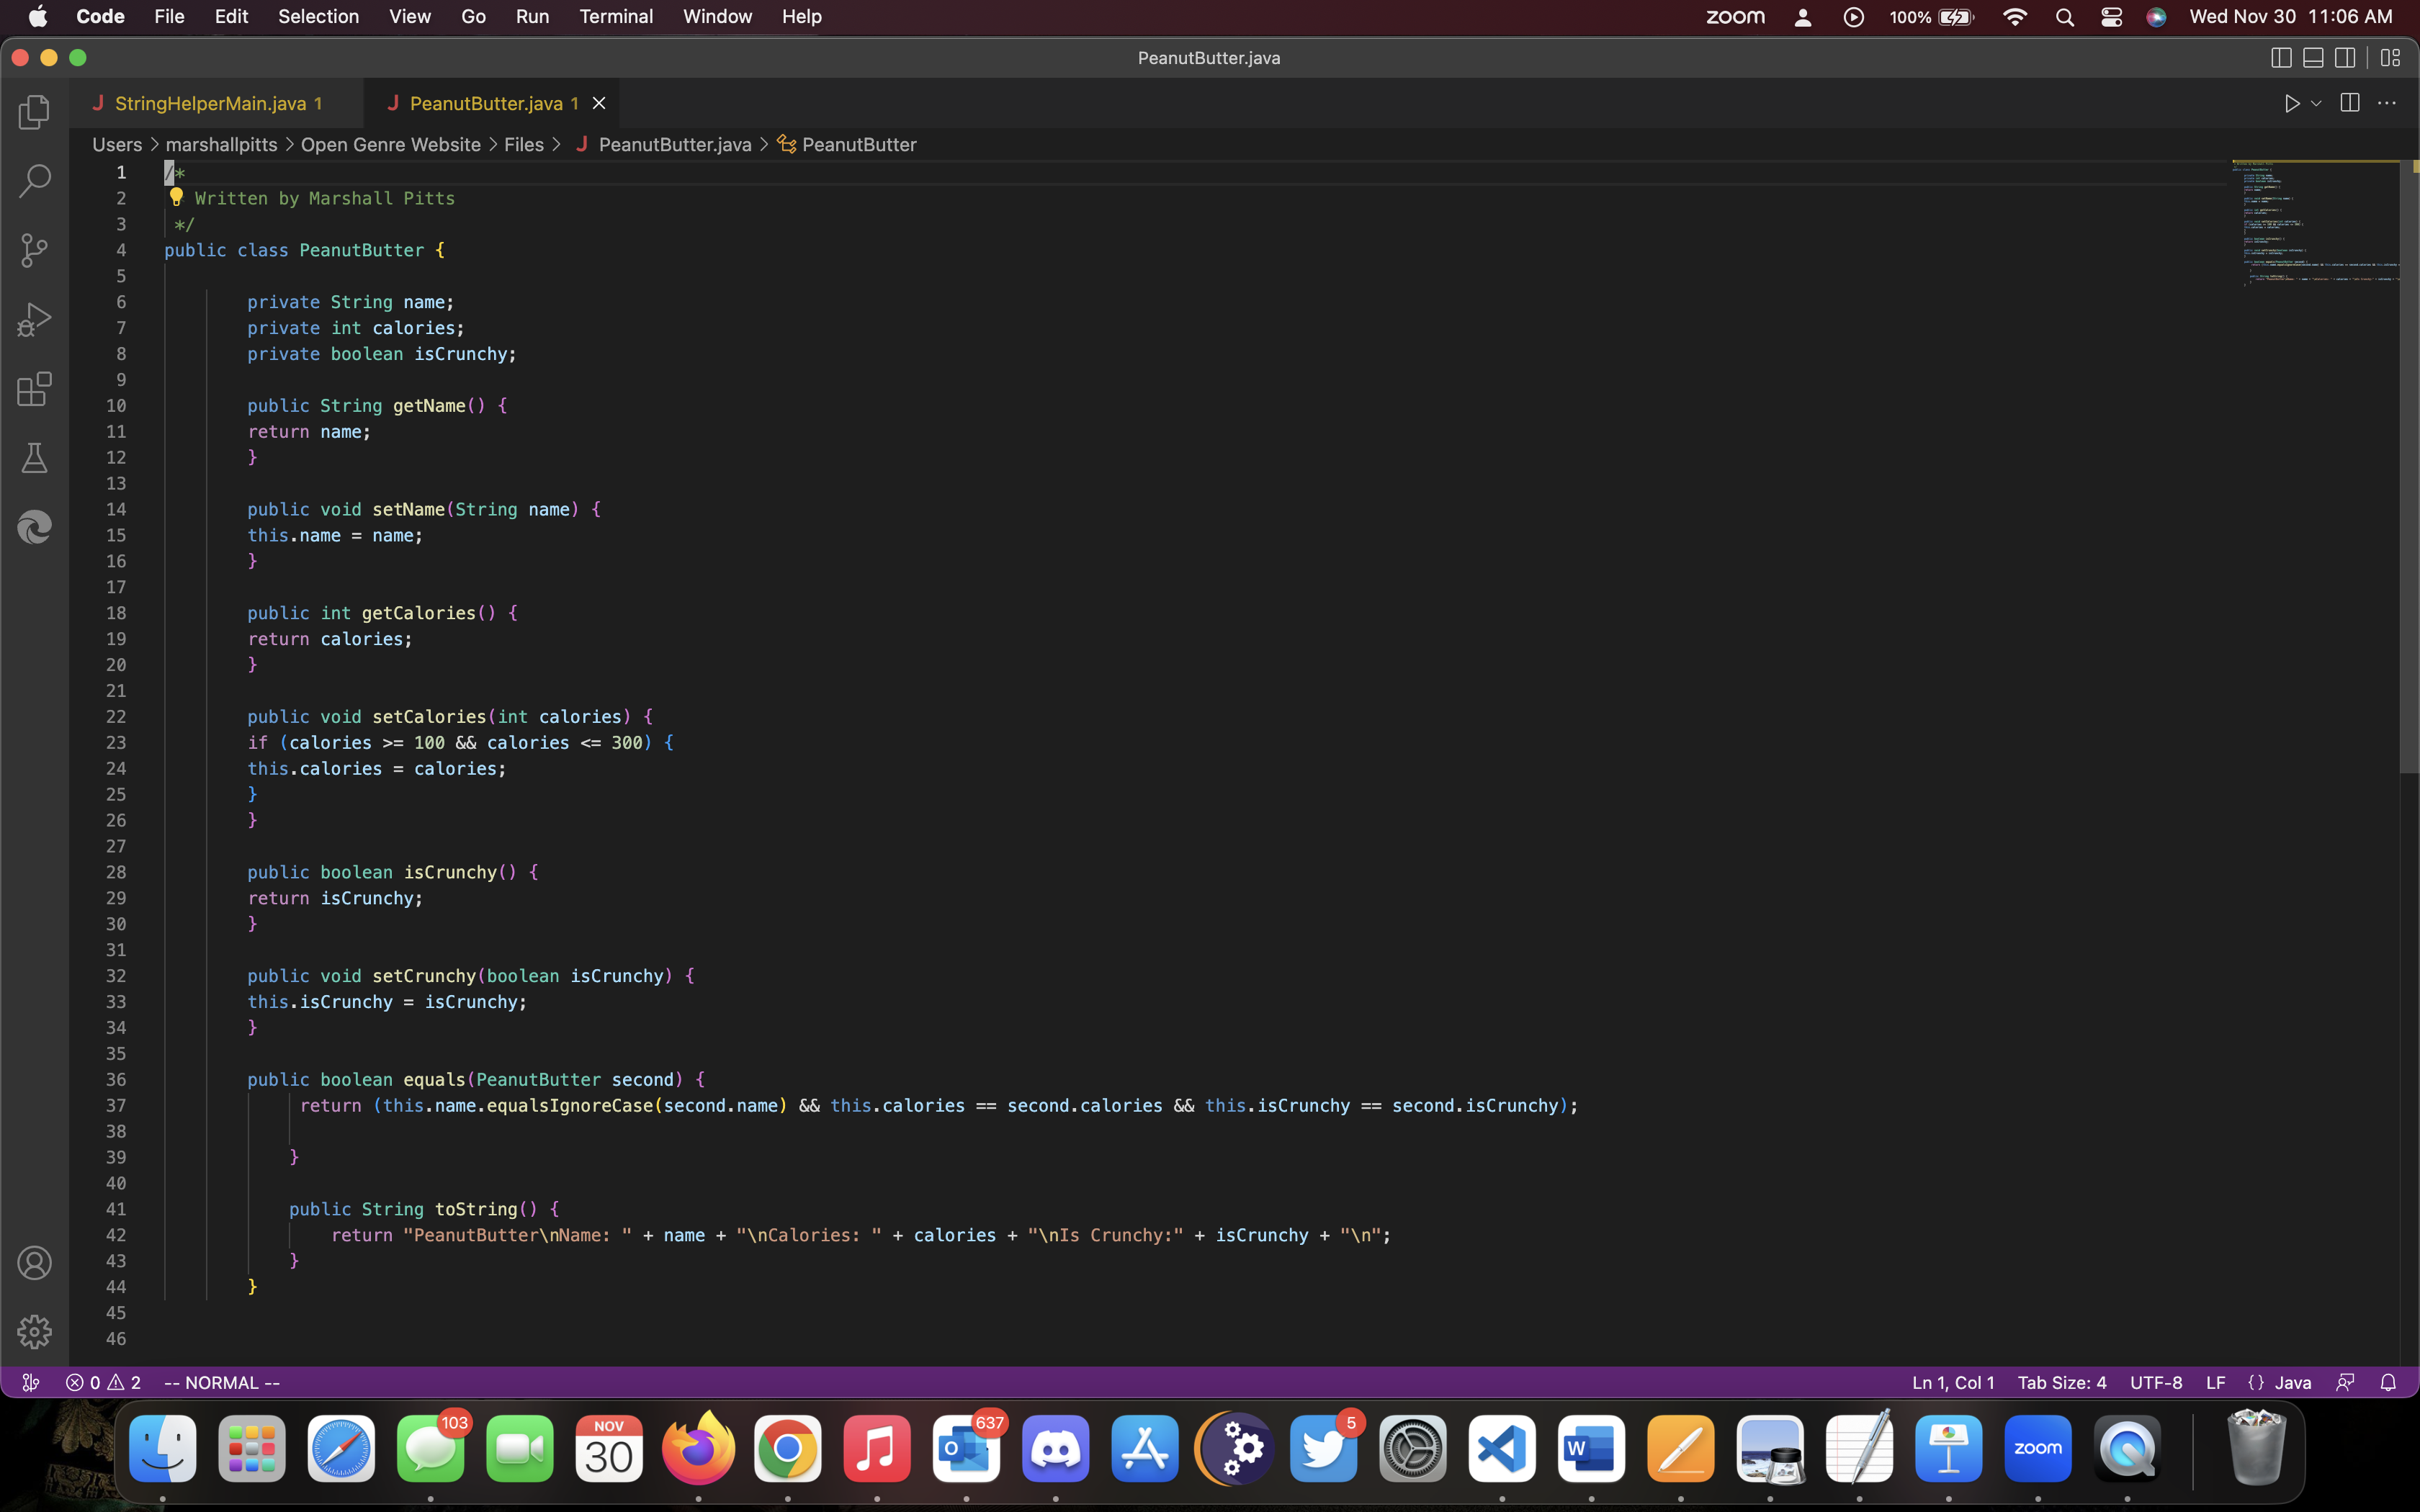 Code File Edit Selection View Go Run Terminal Window Help zoom 100% Wed Nov 30 11:06 AM
PeanutButter.java
J StringHelperMain.java 1 J PeanutButter.java 1
Users > marshallpitts > Open Genre Website > Files > J PeanutButter.java > PeanutButter
1 /*
2 Written by Marshall Pitts
3 */
4 public class PeanutButter {
5
6 private String name;
7 private int calories;
8 private boolean isCrunchy;
9
10 public String getName() {
11 return name;
12 }
13
14 public void setName(String name) {
15 this.name = name;
16 }
17
18 public int getCalories() {
19 return calories;
20 }
21
22 public void setCalories(int calories) {
23 if (calories >= 100 && calories <= 300) {
24 this.calories = calories;
25 }
26 }
27
28 public boolean isCrunchy() {
29 return isCrunchy;
30 }
31
32 public void setCrunchy(boolean isCrunchy) {
33 this.isCrunchy = isCrunchy;
34 }
35
36 public boolean equals(PeanutButter second) {
37 return (this.name.equalsIgnoreCase(second.name) && this.calories == second.calories && this.isCrunchy == second.isCrunchy);
38
39 }
40
41 public String toString() {
42 return "PeanutButter\nName: " + name + "\nCalories: " + calories + "\nIs Crunchy:" + isCrunchy + "\n";
43 }
44 }
45
46
0 2 -- NORMAL -- Ln 1, Col 1 Tab Size: 4 UTF-8 LF {} Java
103 NOV 30 637 O 5 W zoom